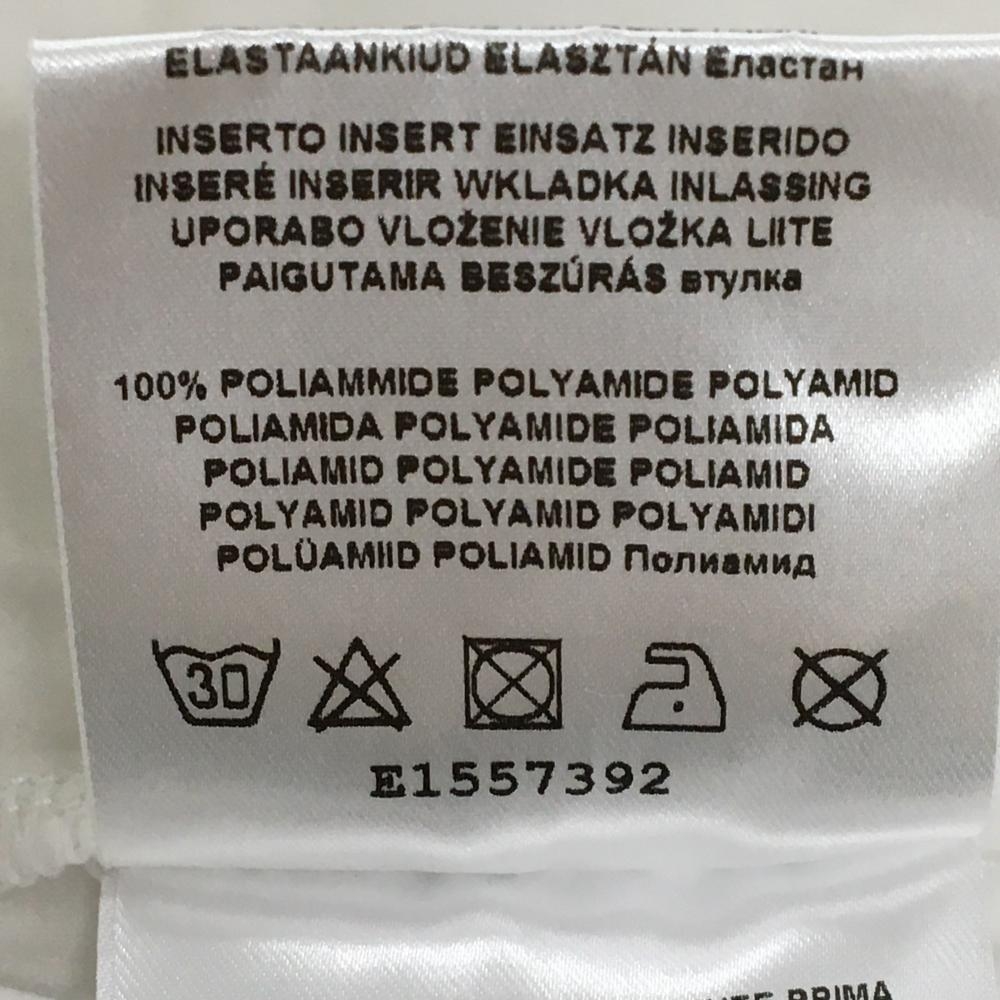 ELASTAANKIUD ELASZTÁN Еластан
INSERTO INSERT EINSATZ INSERIDO
INSERÉ INSERIR WKLADKA INLASSING
UPORABO VLOŽENIE VLOŽKA LIITE
PAIGUTAMA BESZÚRÁS втулка
100% POLIAMMIDE POLYAMIDE POLYAMID
POLIAMIDA POLYAMIDE POLIAMIDA
POLIAMID POLYAMIDE POLIAMID
POLYAMID POLYAMID POLYAMIDI
POLÜAMIID POLIAMID Полиамид
30
E1557392
PRIMA